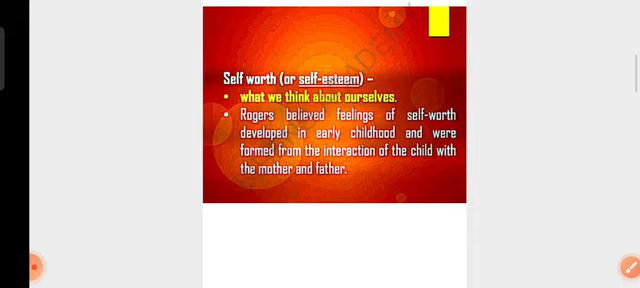 Self worth (or self-esteem) –
• what we think about ourselves.
• Rogers believed feelings of self-worth
developed in early childhood and were
formed from the interaction of the child with
the mother and father.